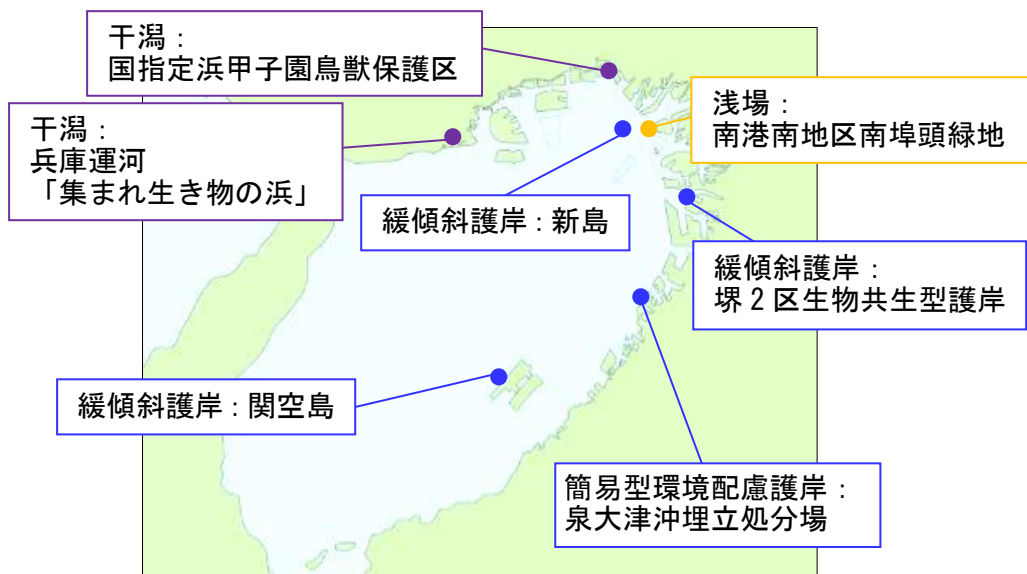 干潟：
国指定浜甲子園鳥獣保護区
干潟：
兵庫運河
「集まれ生き物の浜」
浅場：
南港南地区南埠頭緑地
緩傾斜護岸：新島
緩傾斜護岸：
堺２区生物共生型護岸
緩傾斜護岸：関空島
簡易型環境配慮護岸：
泉大津沖埋立処分場